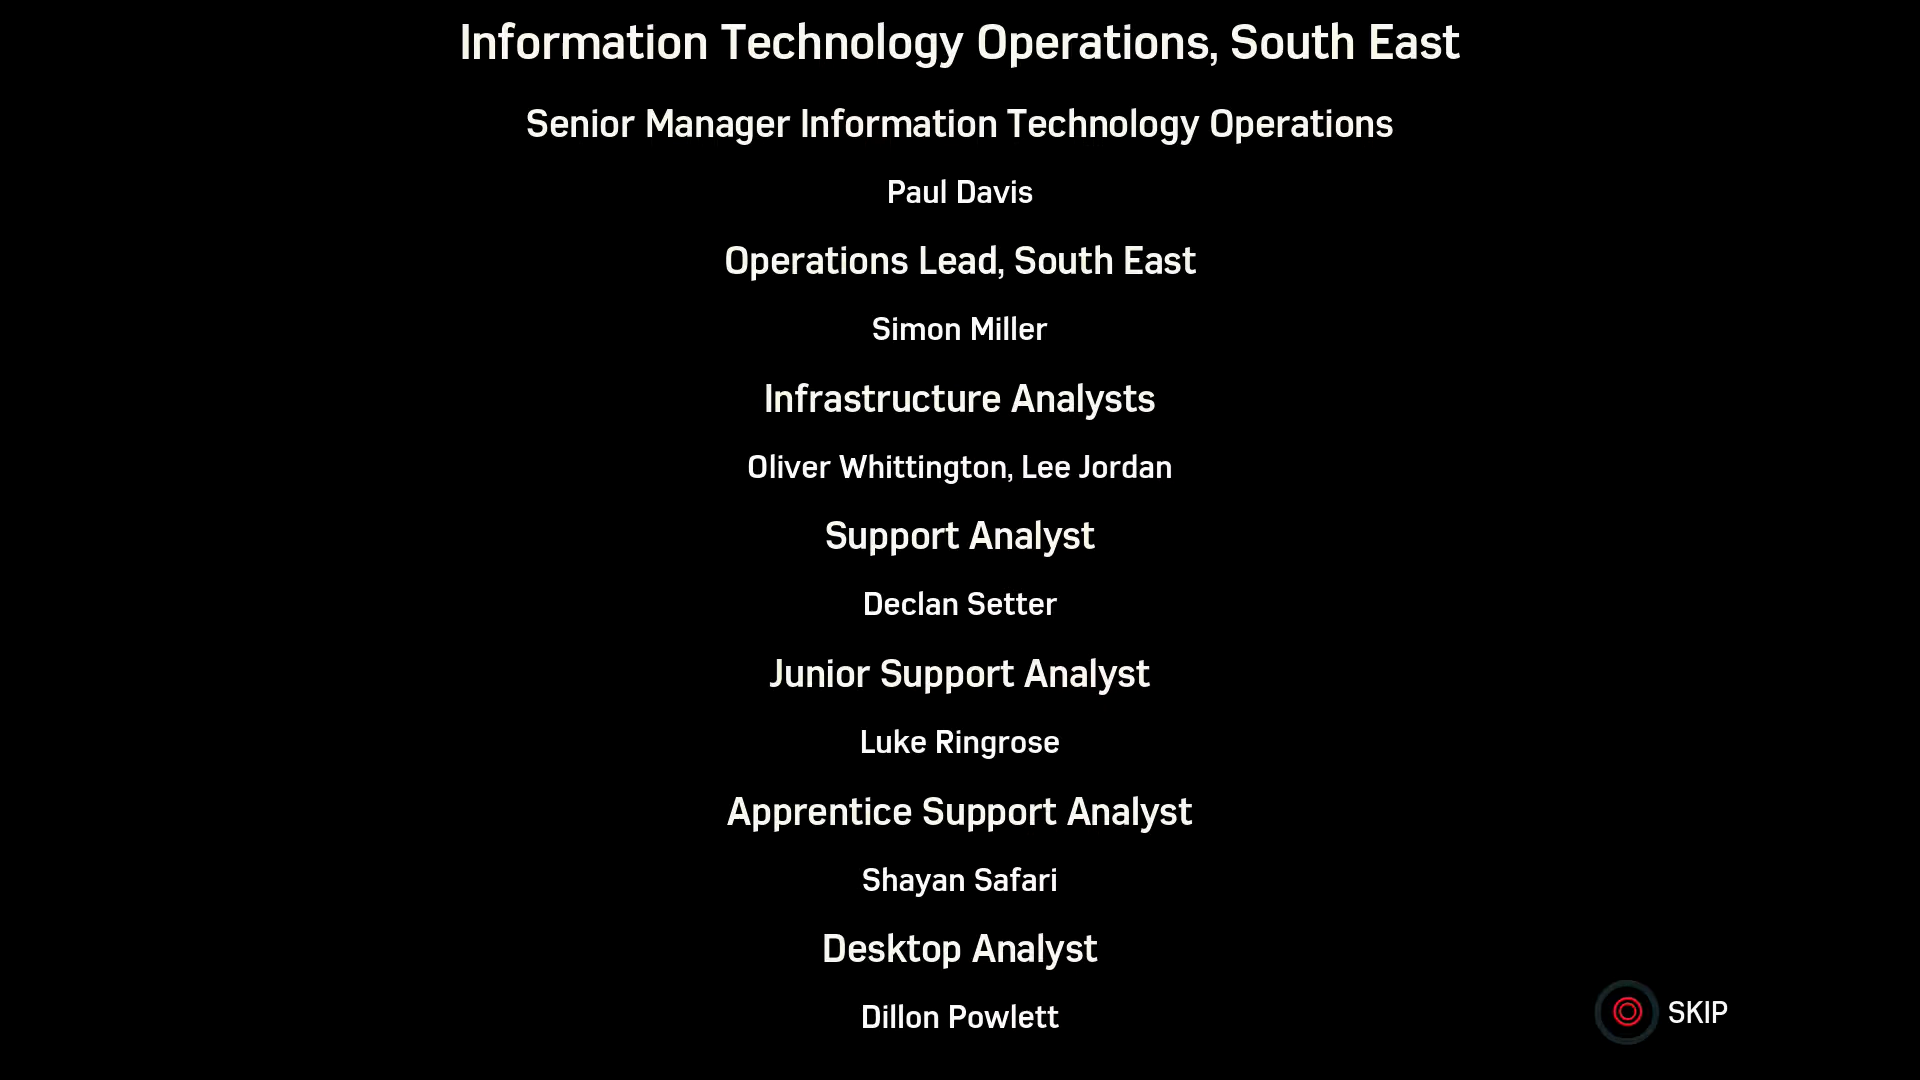 Information Technology Operations, South East
Senior Manager Information Technology Operations
Paul Davis
Operations Lead, South East
Simon Miller
Infrastructure Analysts
Oliver Whittington, Lee Jordan
Support Analyst
Declan Setter
Junior Support Analyst
Luke Ringrose
Apprentice Support Analyst
Shayan Safari
Desktop Analyst
Dillon Powlett
SKIP